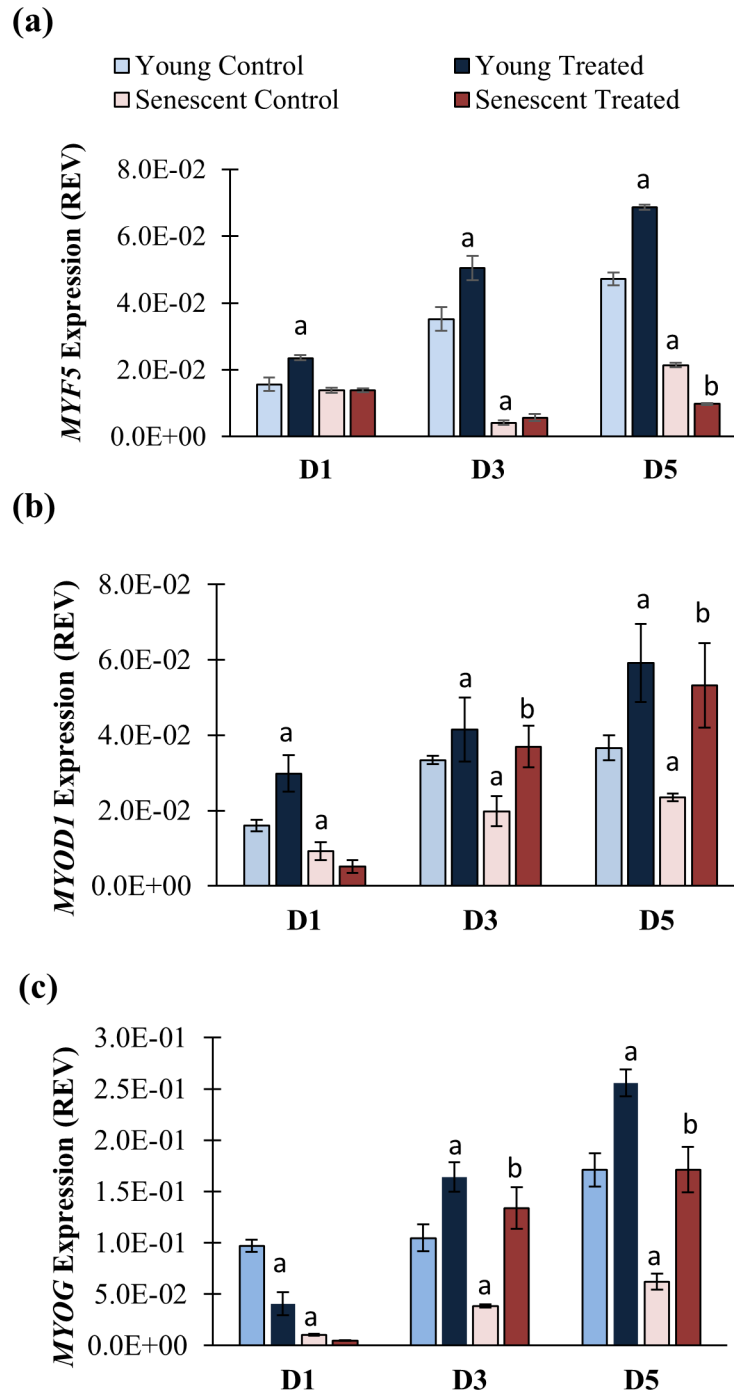 (a)
Young Control Young Treated
Senescent Control Senescent Treated
MYF5 Expression (REV)
8.0E-02
6.0E-02
4.0E-02
2.0E-02
0.0E+00
a
a
a
a
a
b
D1 D3 D5
(b)
MYOD1 Expression (REV)
8.0E-02
6.0E-02
4.0E-02
2.0E-02
0.0E+00
a
a
a
a
b
a
a
b
D1 D3 D5
(c)
MYOG Expression (REV)
3.0E-01
2.5E-01
2.0E-01
1.5E-01
1.0E-01
5.0E-02
0.0E+00
a
a
a
a
b
a
a
b
D1 D3 D5